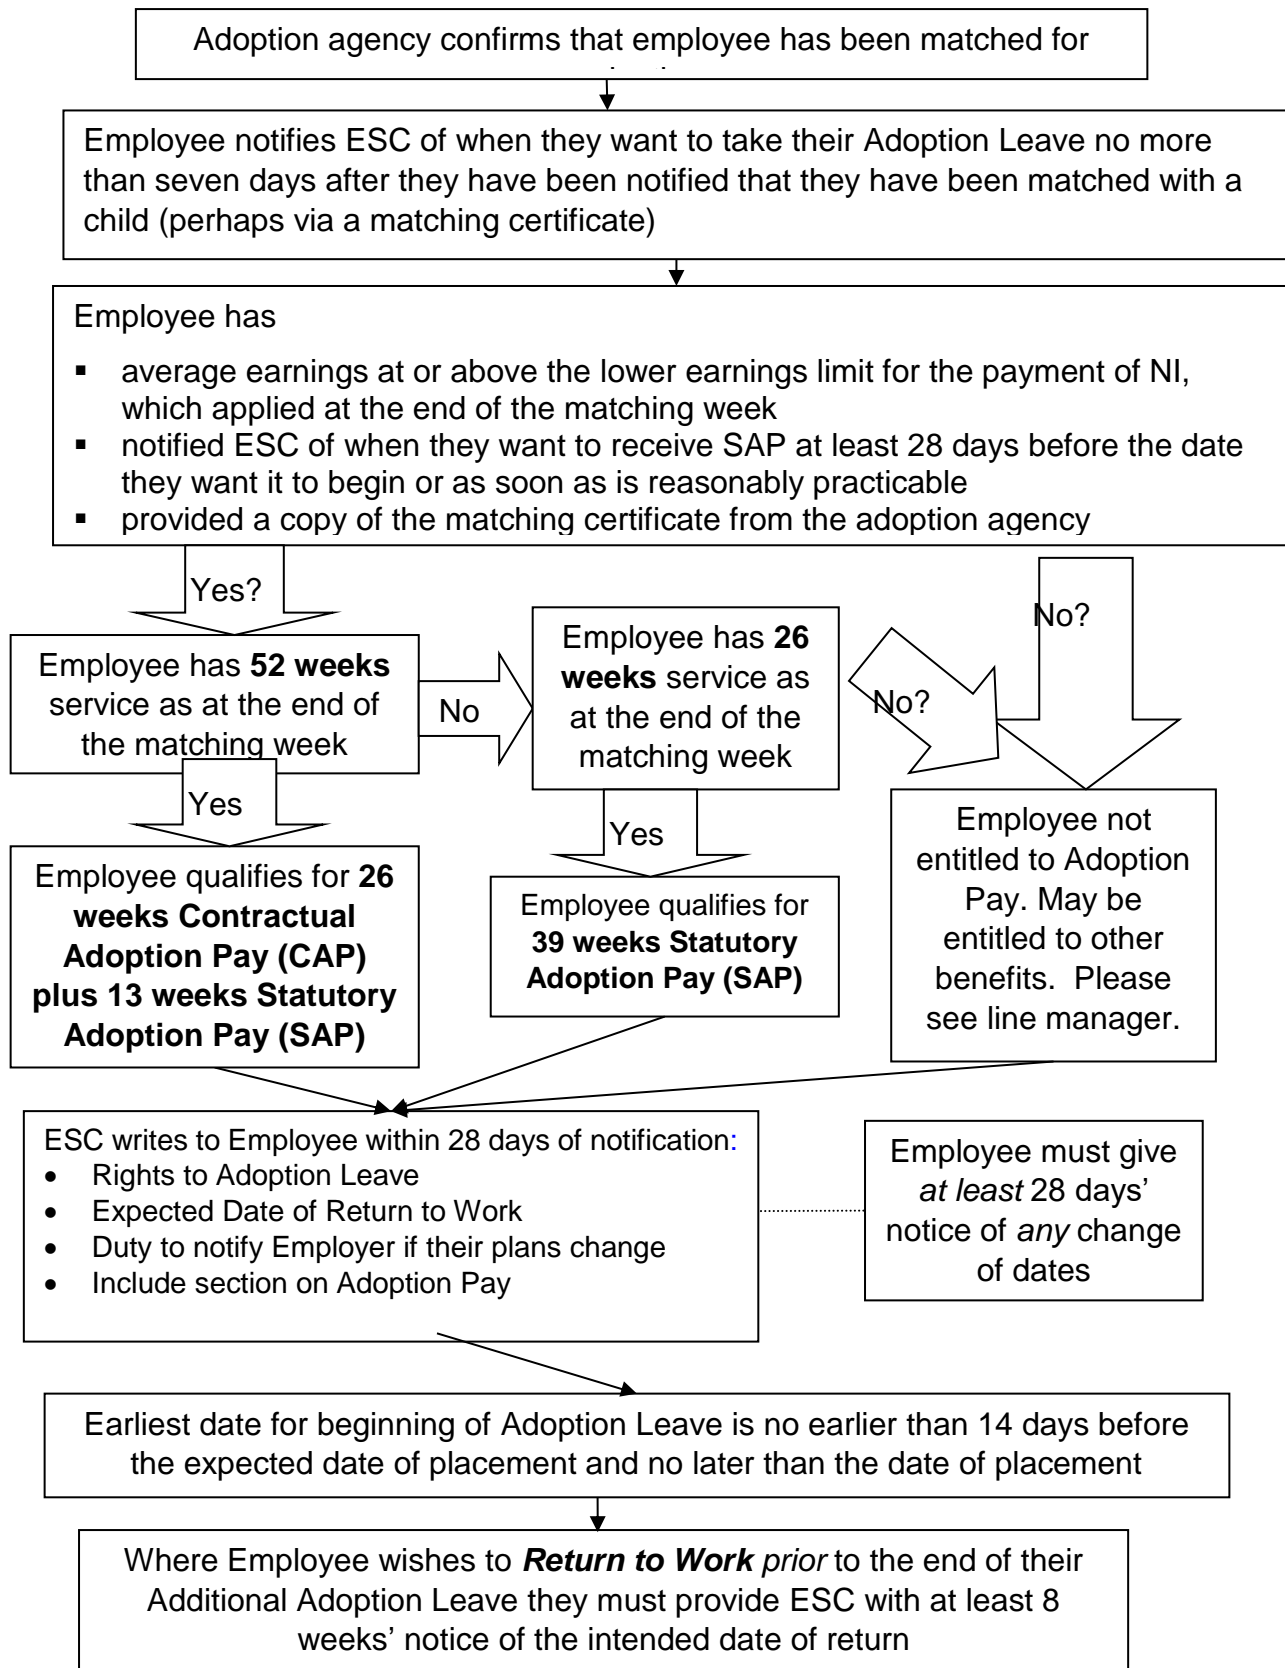 Adoption agency confirms that employee has been matched for
Employee notifies ESC of when they want to take their Adoption Leave no more
than seven days after they have been notified that they have been matched with a
child (perhaps via a matching certificate)
Employee has
▪ average earnings at or above the lower earnings limit for the payment of NI,
which applied at the end of the matching week
▪ notified ESC of when they want to receive SAP at least 28 days before the date
they want it to begin or as soon as is reasonably practicable
▪ provided a copy of the matching certificate from the adoption agency
Yes?
No?
Employee has 52 weeks
service as at the end of
the matching week
No
Employee has 26
weeks service as
at the end of the
matching week
No?
Yes
Yes
Employee qualifies for 26
weeks Contractual
Adoption Pay (CAP)
plus 13 weeks Statutory
Adoption Pay (SAP)
Employee qualifies for
39 weeks Statutory
Adoption Pay (SAP)
Employee not
entitled to Adoption
Pay. May be
entitled to other
benefits. Please
see line manager.
ESC writes to Employee within 28 days of notification:
• Rights to Adoption Leave
• Expected Date of Return to Work
• Duty to notify Employer if their plans change
• Include section on Adoption Pay
Employee must give
at least 28 days’
notice of any change
of dates
Earliest date for beginning of Adoption Leave is no earlier than 14 days before
the expected date of placement and no later than the date of placement
Where Employee wishes to Return to Work prior to the end of their
Additional Adoption Leave they must provide ESC with at least 8
weeks’ notice of the intended date of return